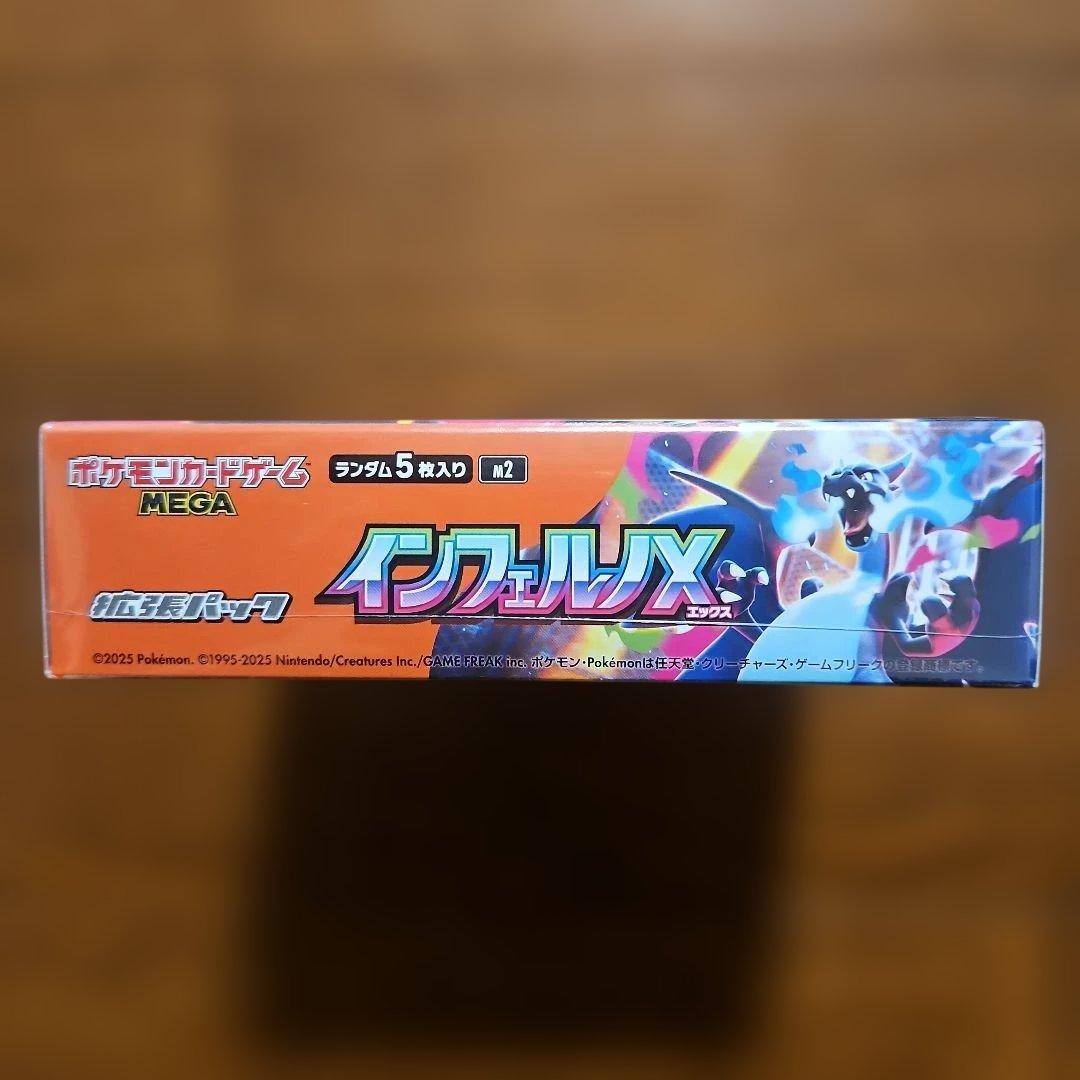 ポケモンカードゲーム™
MEGA
ランダム5枚入り
M2
インフェルノX
エックス
拡張パック
©2025 Pokémon. ©1995-2025 Nintendo/Creatures Inc./GAME FREAK inc. ポケモン・Pokémonは任天堂・クリーチャーズ・ゲームフリークの登録商標です。